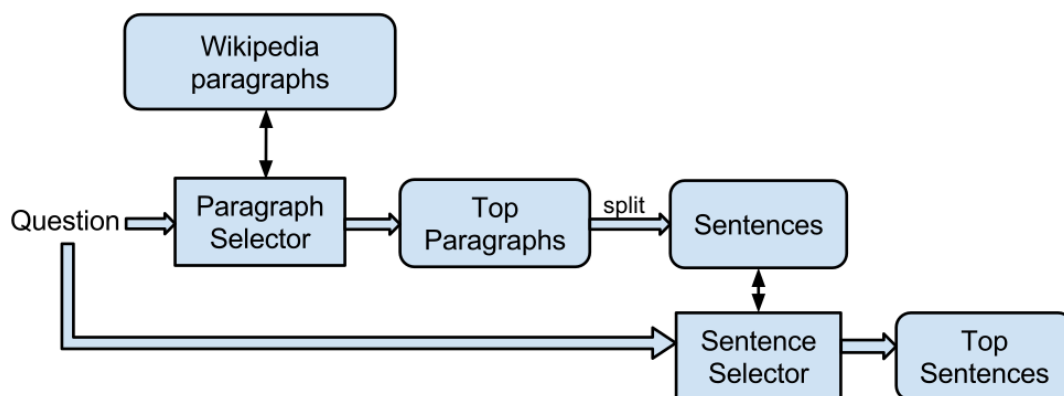 Wikipedia
paragraphs
Question
Paragraph
Selector
Top
Paragraphs
split
Sentences
Sentence
Selector
Top
Sentences